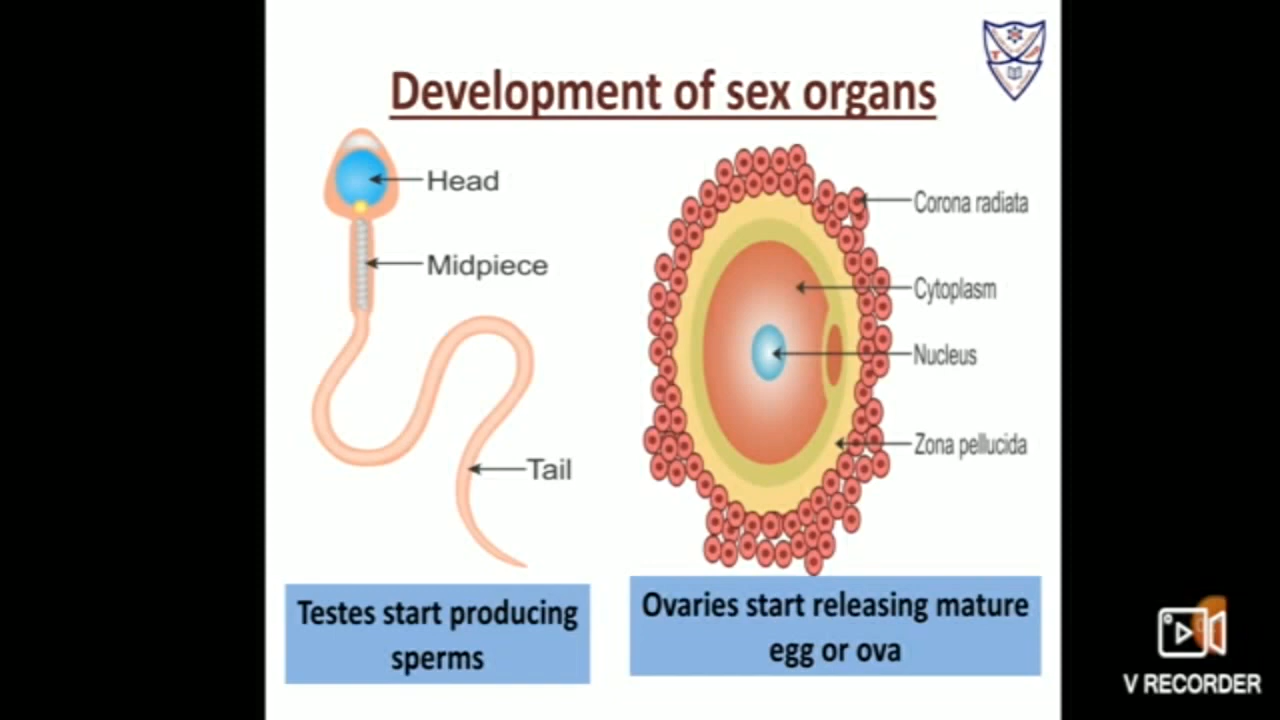 Development of sex organs
Head
Midpiece
Tail
Corona radiata
Cytoplasm
Nucleus
Zona pellucida
Testes start producing
sperms
Ovaries start releasing mature
egg or ova
V RECORDER